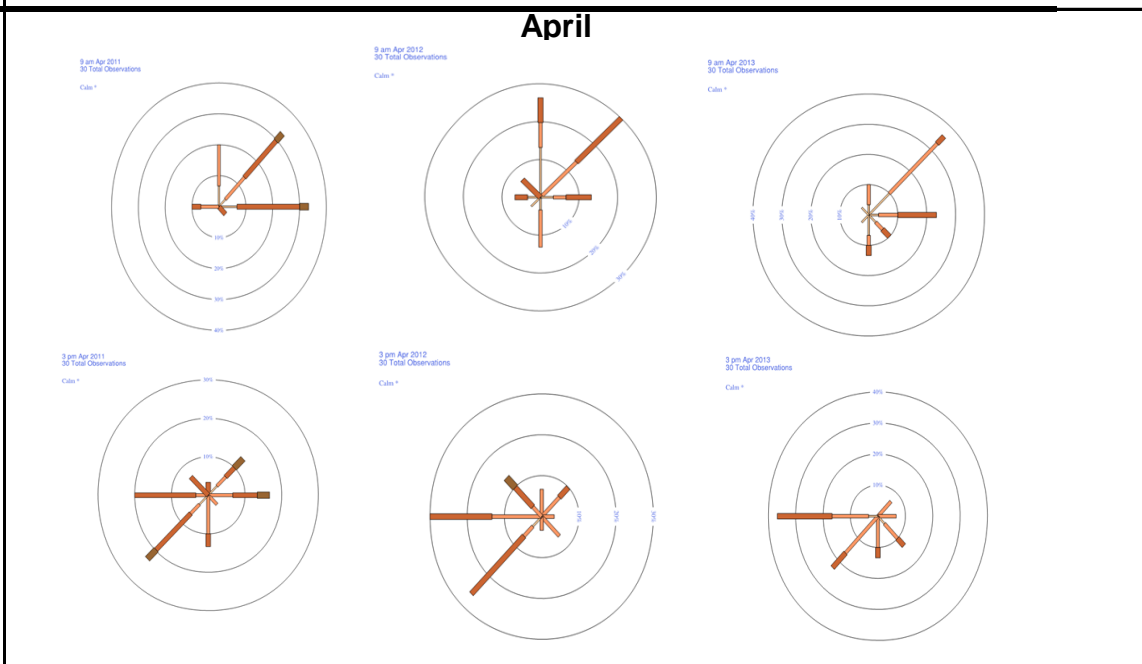 April
9 am Apr 2011
30 Total Observations
Calm *
10%
20%
30%
40%
9 am Apr 2012
30 Total Observations
Calm *
10%
20%
30%
9 am Apr 2013
30 Total Observations
Calm *
40%
30%
20%
10%
3 pm Apr 2011
30 Total Observations
Calm *
30%
20%
10%
3 pm Apr 2012
30 Total Observations
Calm *
10%
20%
30%
3 pm Apr 2013
30 Total Observations
Calm *
40%
30%
20%
10%